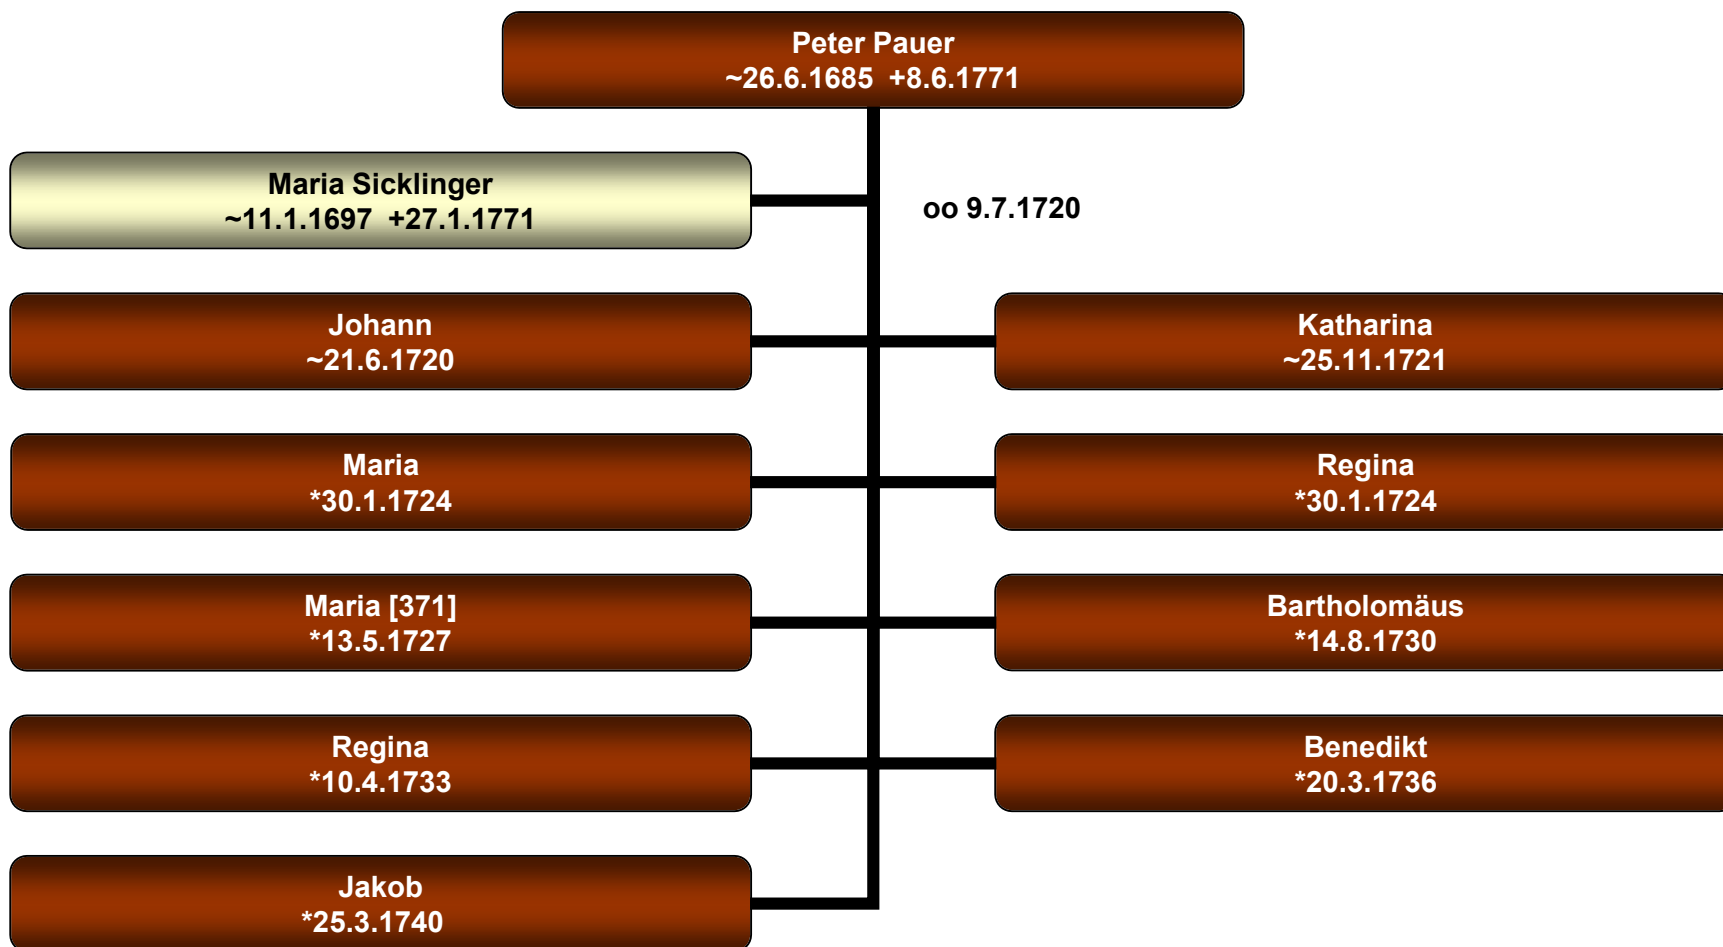 Peter Pauer
~26.6.1685  +8.6.1771
Maria Sicklinger
~11.1.1697  +27.1.1771
oo 9.7.1720
Johann
~21.6.1720
Katharina
~25.11.1721
Maria
*30.1.1724
Regina
*30.1.1724
Maria [371]
*13.5.1727
Bartholomäus
*14.8.1730
Regina
*10.4.1733
Benedikt
*20.3.1736
Jakob
*25.3.1740